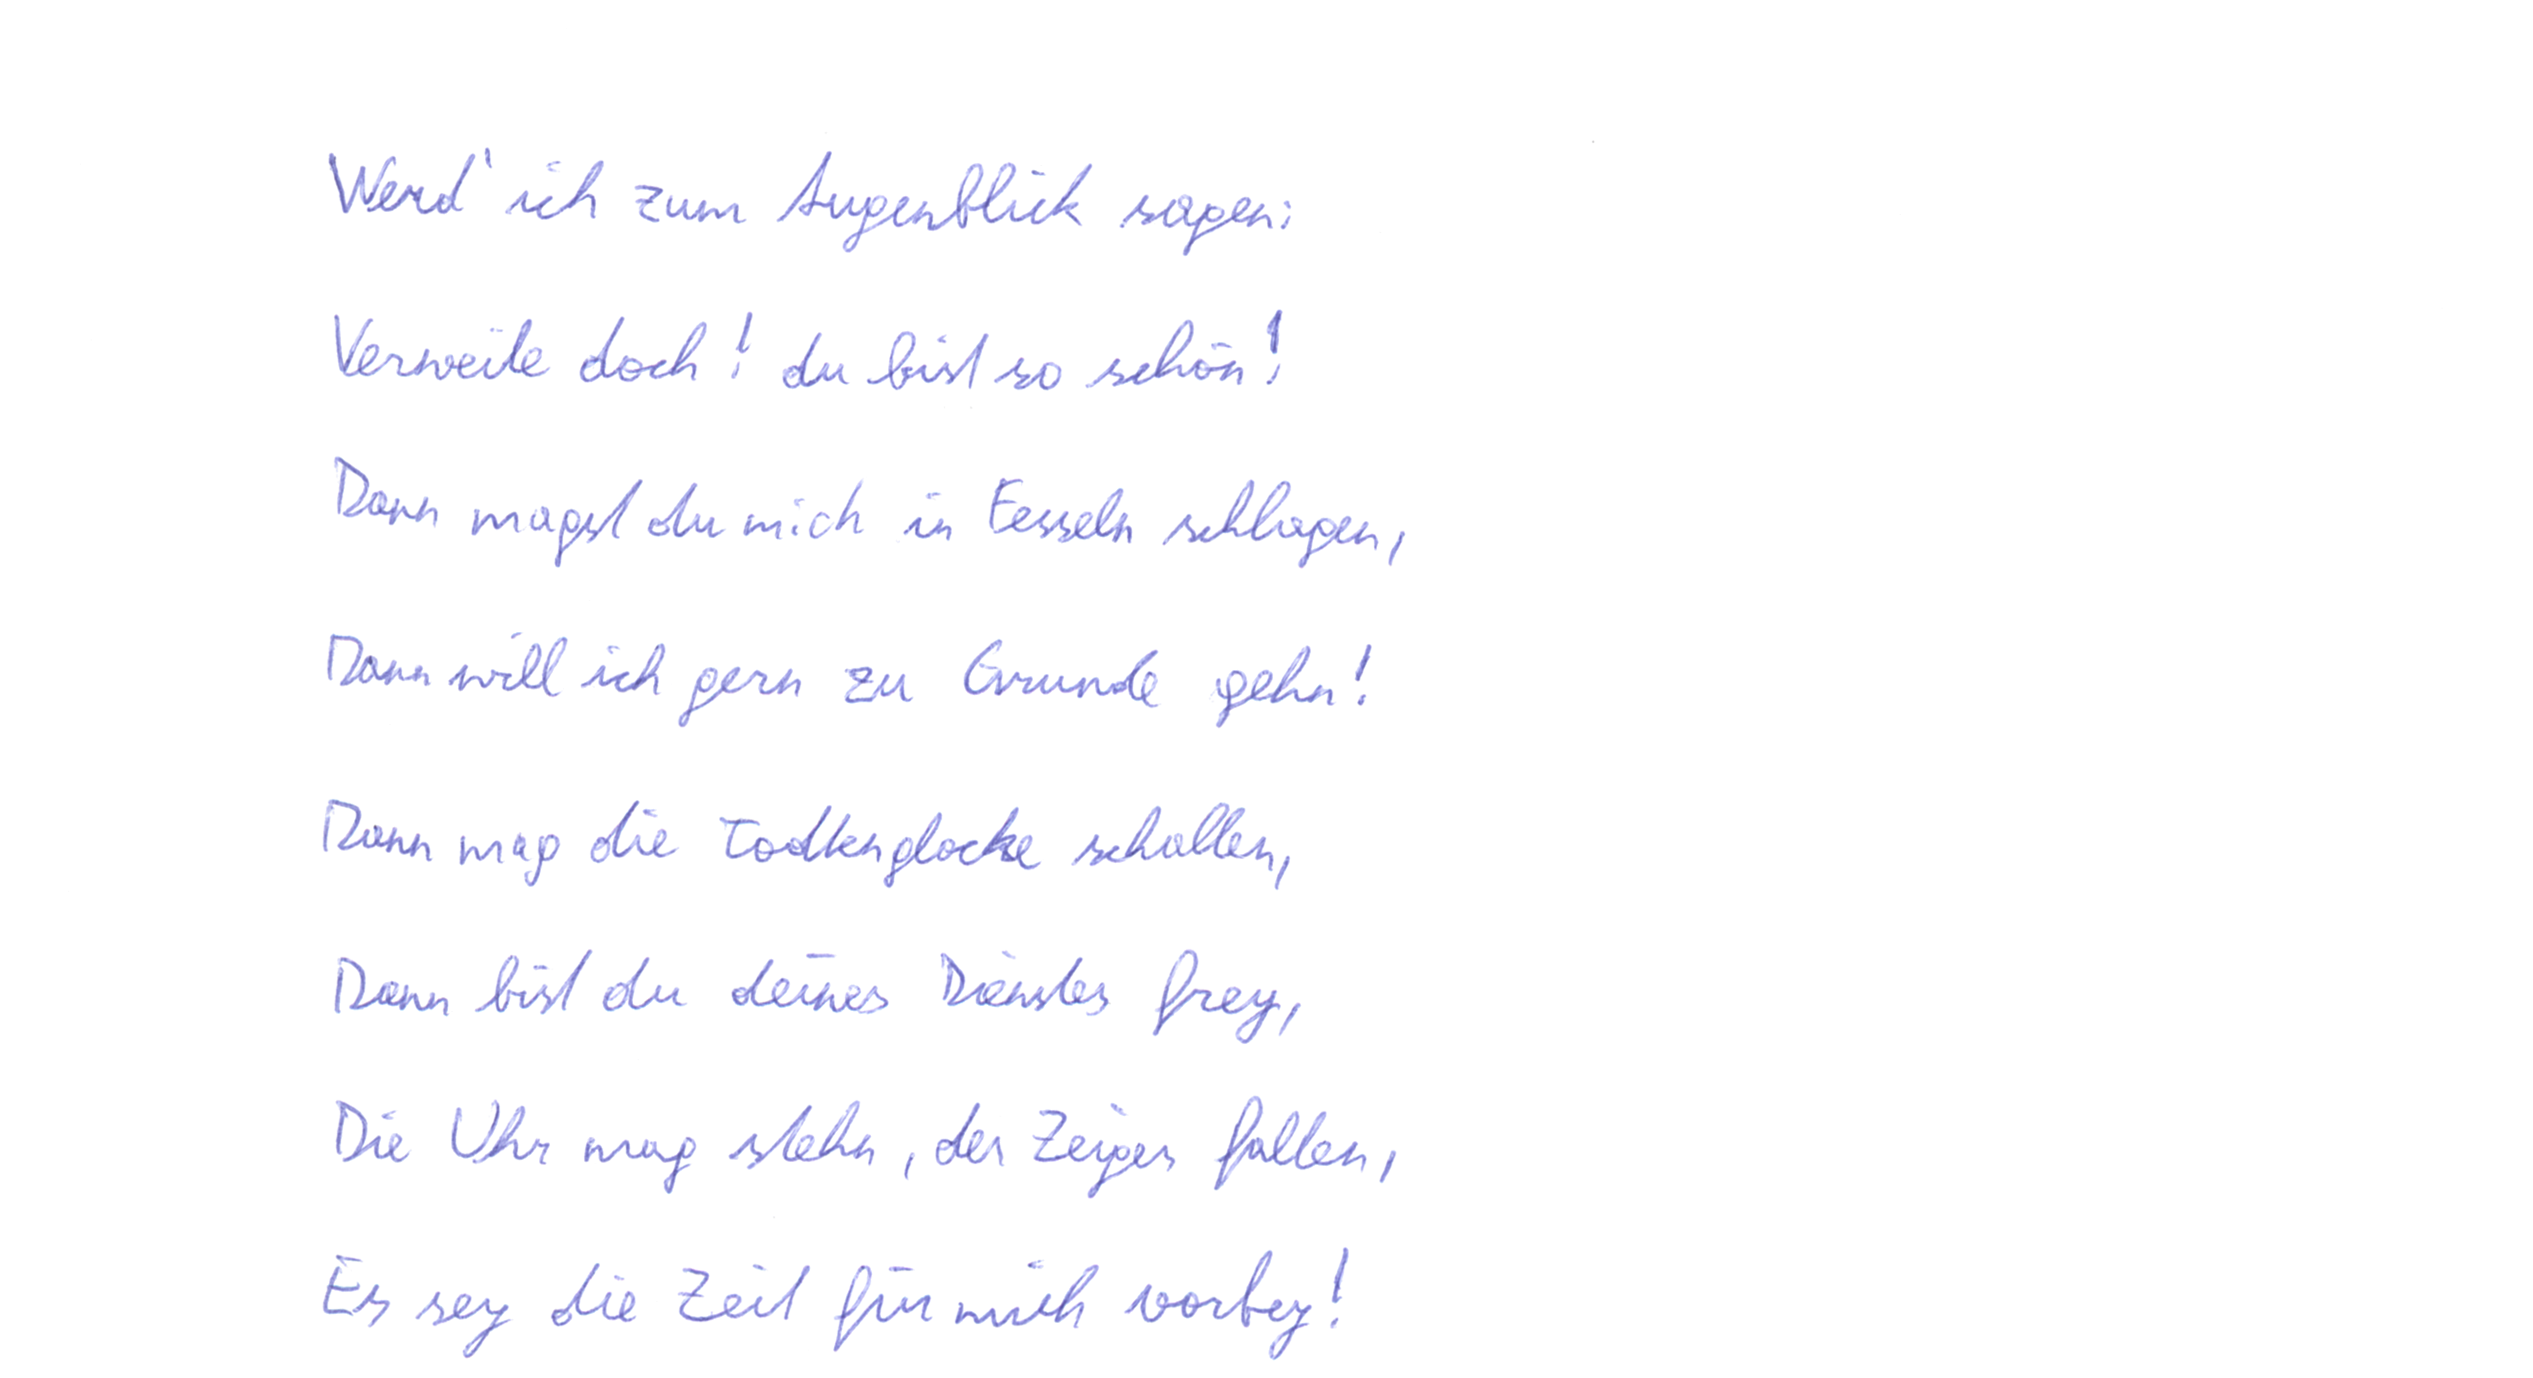 Werd' ich zum Augenblick sagen:
Verweile doch! du bist so schön!
Dann magst du mich in Fesseln schlagen,
Dann will ich gern zu Grunde gehn!
Dann mag die Todtenglocke schallen,
Dann bist du deines Dienstes frey,
Die Uhr mag stehn, der Zeiger fallen,
Es sey die Zeit für mich vorbey!